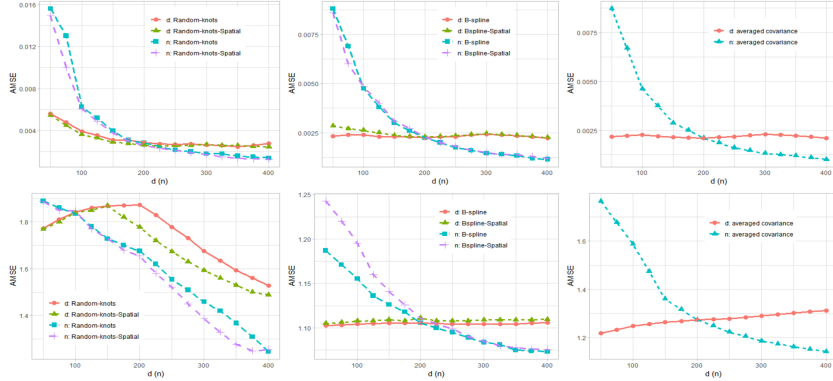 0.016
0.012
0.008
0.004
AMSE
100
200
300
400
d (n)
d: Random-knots
d: Random-knots-Spatial
n: Random-knots
n: Random-knots-Spatial
0.0075
0.0050
0.0025
AMSE
100
200
300
400
d (n)
d: B-spline
d: Bspline-Spatial
n: B-spline
n: Bspline-Spatial
0.0075
0.0050
0.0025
AMSE
100
200
300
400
d (n)
d: averaged covariance
n: averaged covariance
1.8
1.6
1.4
AMSE
100
200
300
400
d (n)
d: Random-knots
d: Random-knots-Spatial
n: Random-knots
n: Random-knots-Spatial
1.25
1.20
1.15
1.10
AMSE
100
200
300
400
d (n)
d: B-spline
d: Bspline-Spatial
n: B-spline
n: Bspline-Spatial
1.6
1.4
1.2
AMSE
100
200
300
400
d (n)
d: averaged covariance
n: averaged covariance